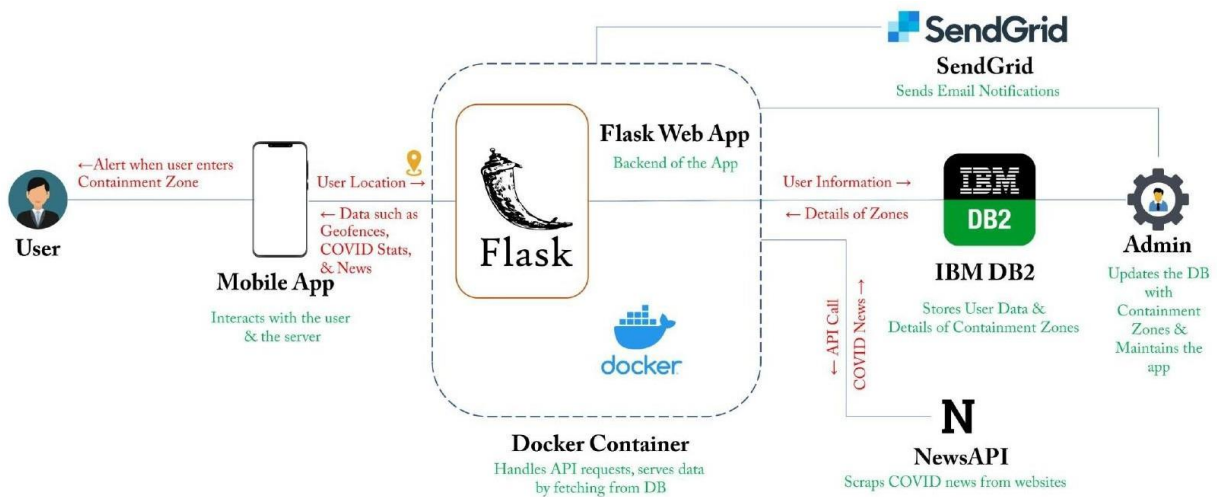 SendGrid
SendGrid
Sends Email Notifications
Flask Web App
Backend of the App
←Alert when user enters
Containment Zone
User
User Location →
← Data such as
Geofences,
COVID Stats,
& News
Mobile App
Interacts with the user
& the server
Flask
docker
Docker Container
Handles API requests, serves data
by fetching from DB
User Information →
← Details of Zones
IBM
DB2
IBM DB2
Stores User Data &
Details of Containment Zones
Admin
Updates the DB
with
Containment
Zones &
Maintains the
app
← API Call
COVID News →
N
NewsAPI
Scraps COVID news from websites